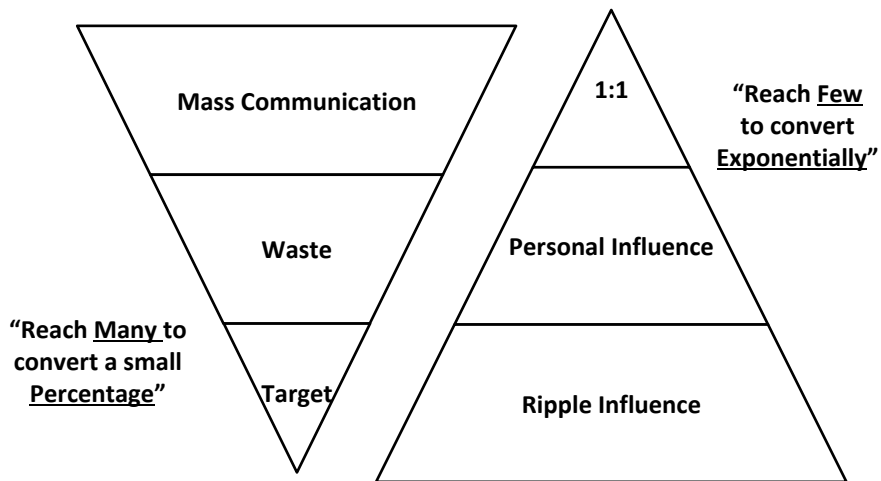 Mass Communication
Waste
Target
“Reach Many to
convert a small
Percentage”
1:1
Personal Influence
Ripple Influence
“Reach Few
to convert
Exponentially”